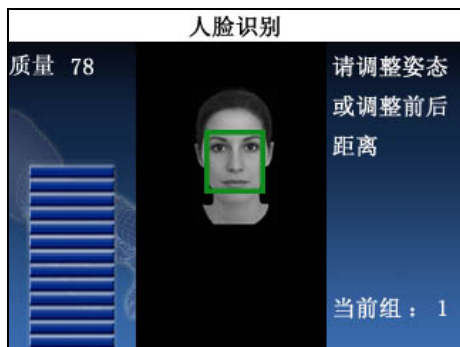 人脸识别
质量 78
请调整姿态
或调整前后
距离
当前组： 1